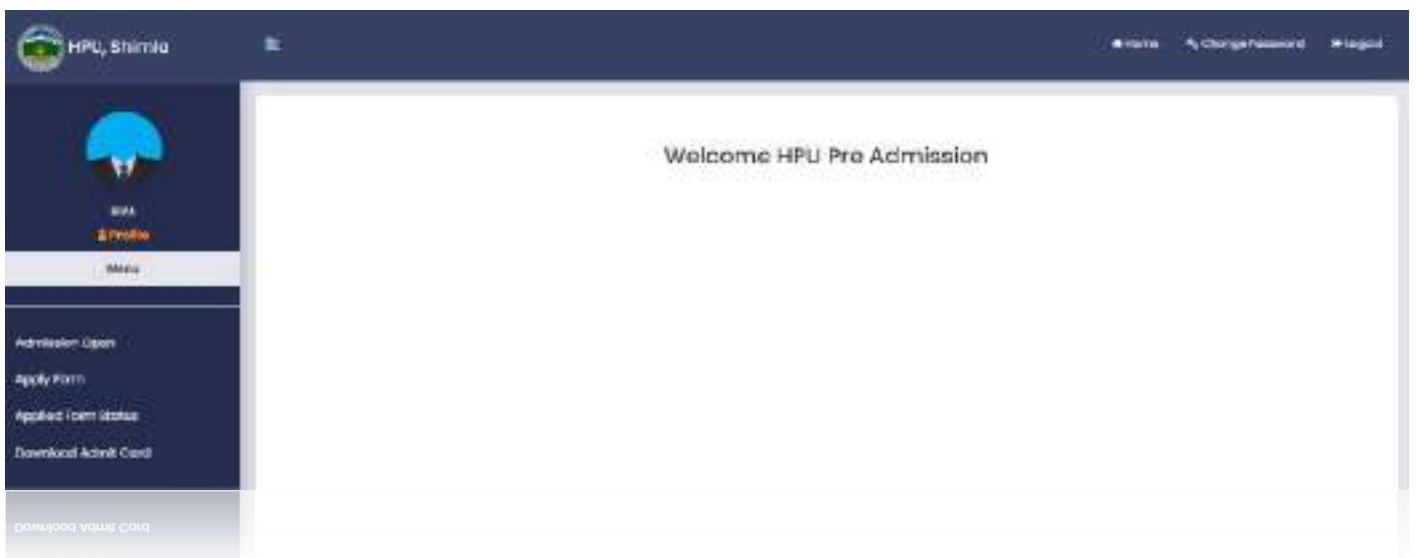 HPU, Shimla
Home Change Password Logout
Welcome HPU Pre Admission
Profile
Menu
Admission Open
Apply Form
Applied Form Status
Download Admit Card